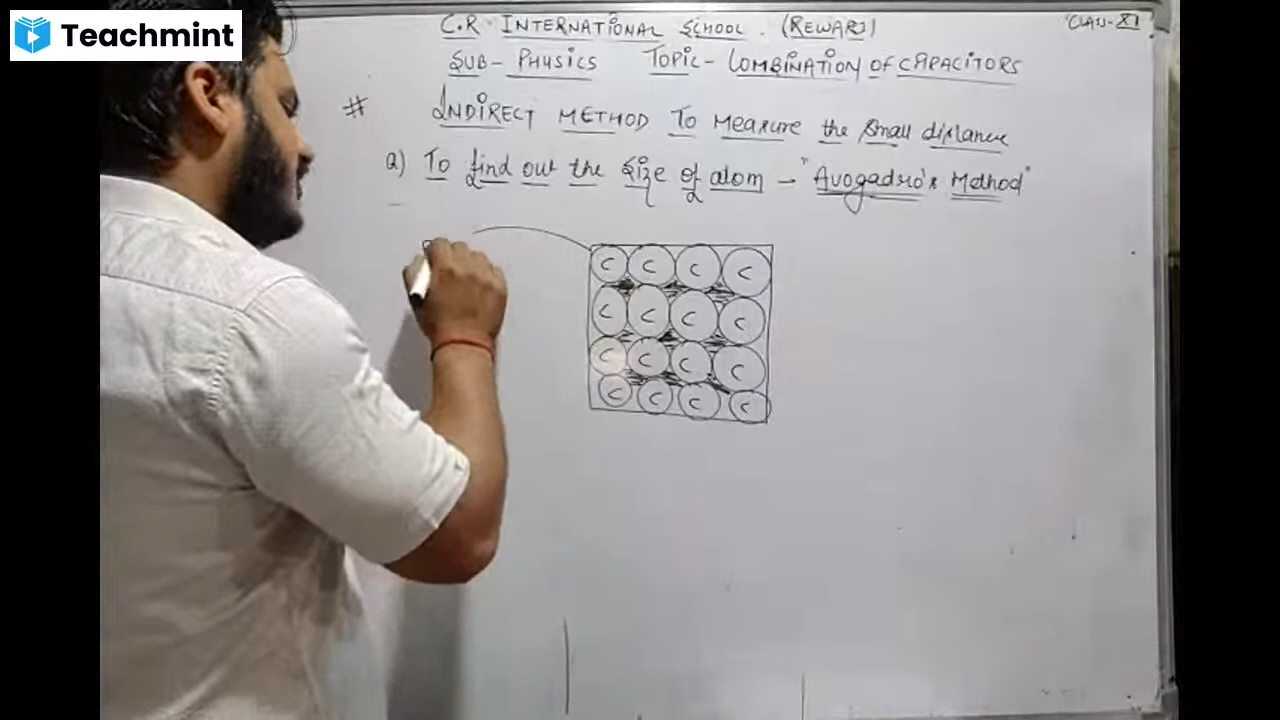 Teachmint
C.R INTERNATIONAL SCHOOL . (REWARI)
CLASS-XI
SUB- PHYSICS TOPIC- COMBINATION OF CAPACITORS
# INDIRECT METHOD TO MEASURE the small distance
a) To find out the size of atom - "Avogadro's Method"
C C C C
C C C C
C C C C
C C C C